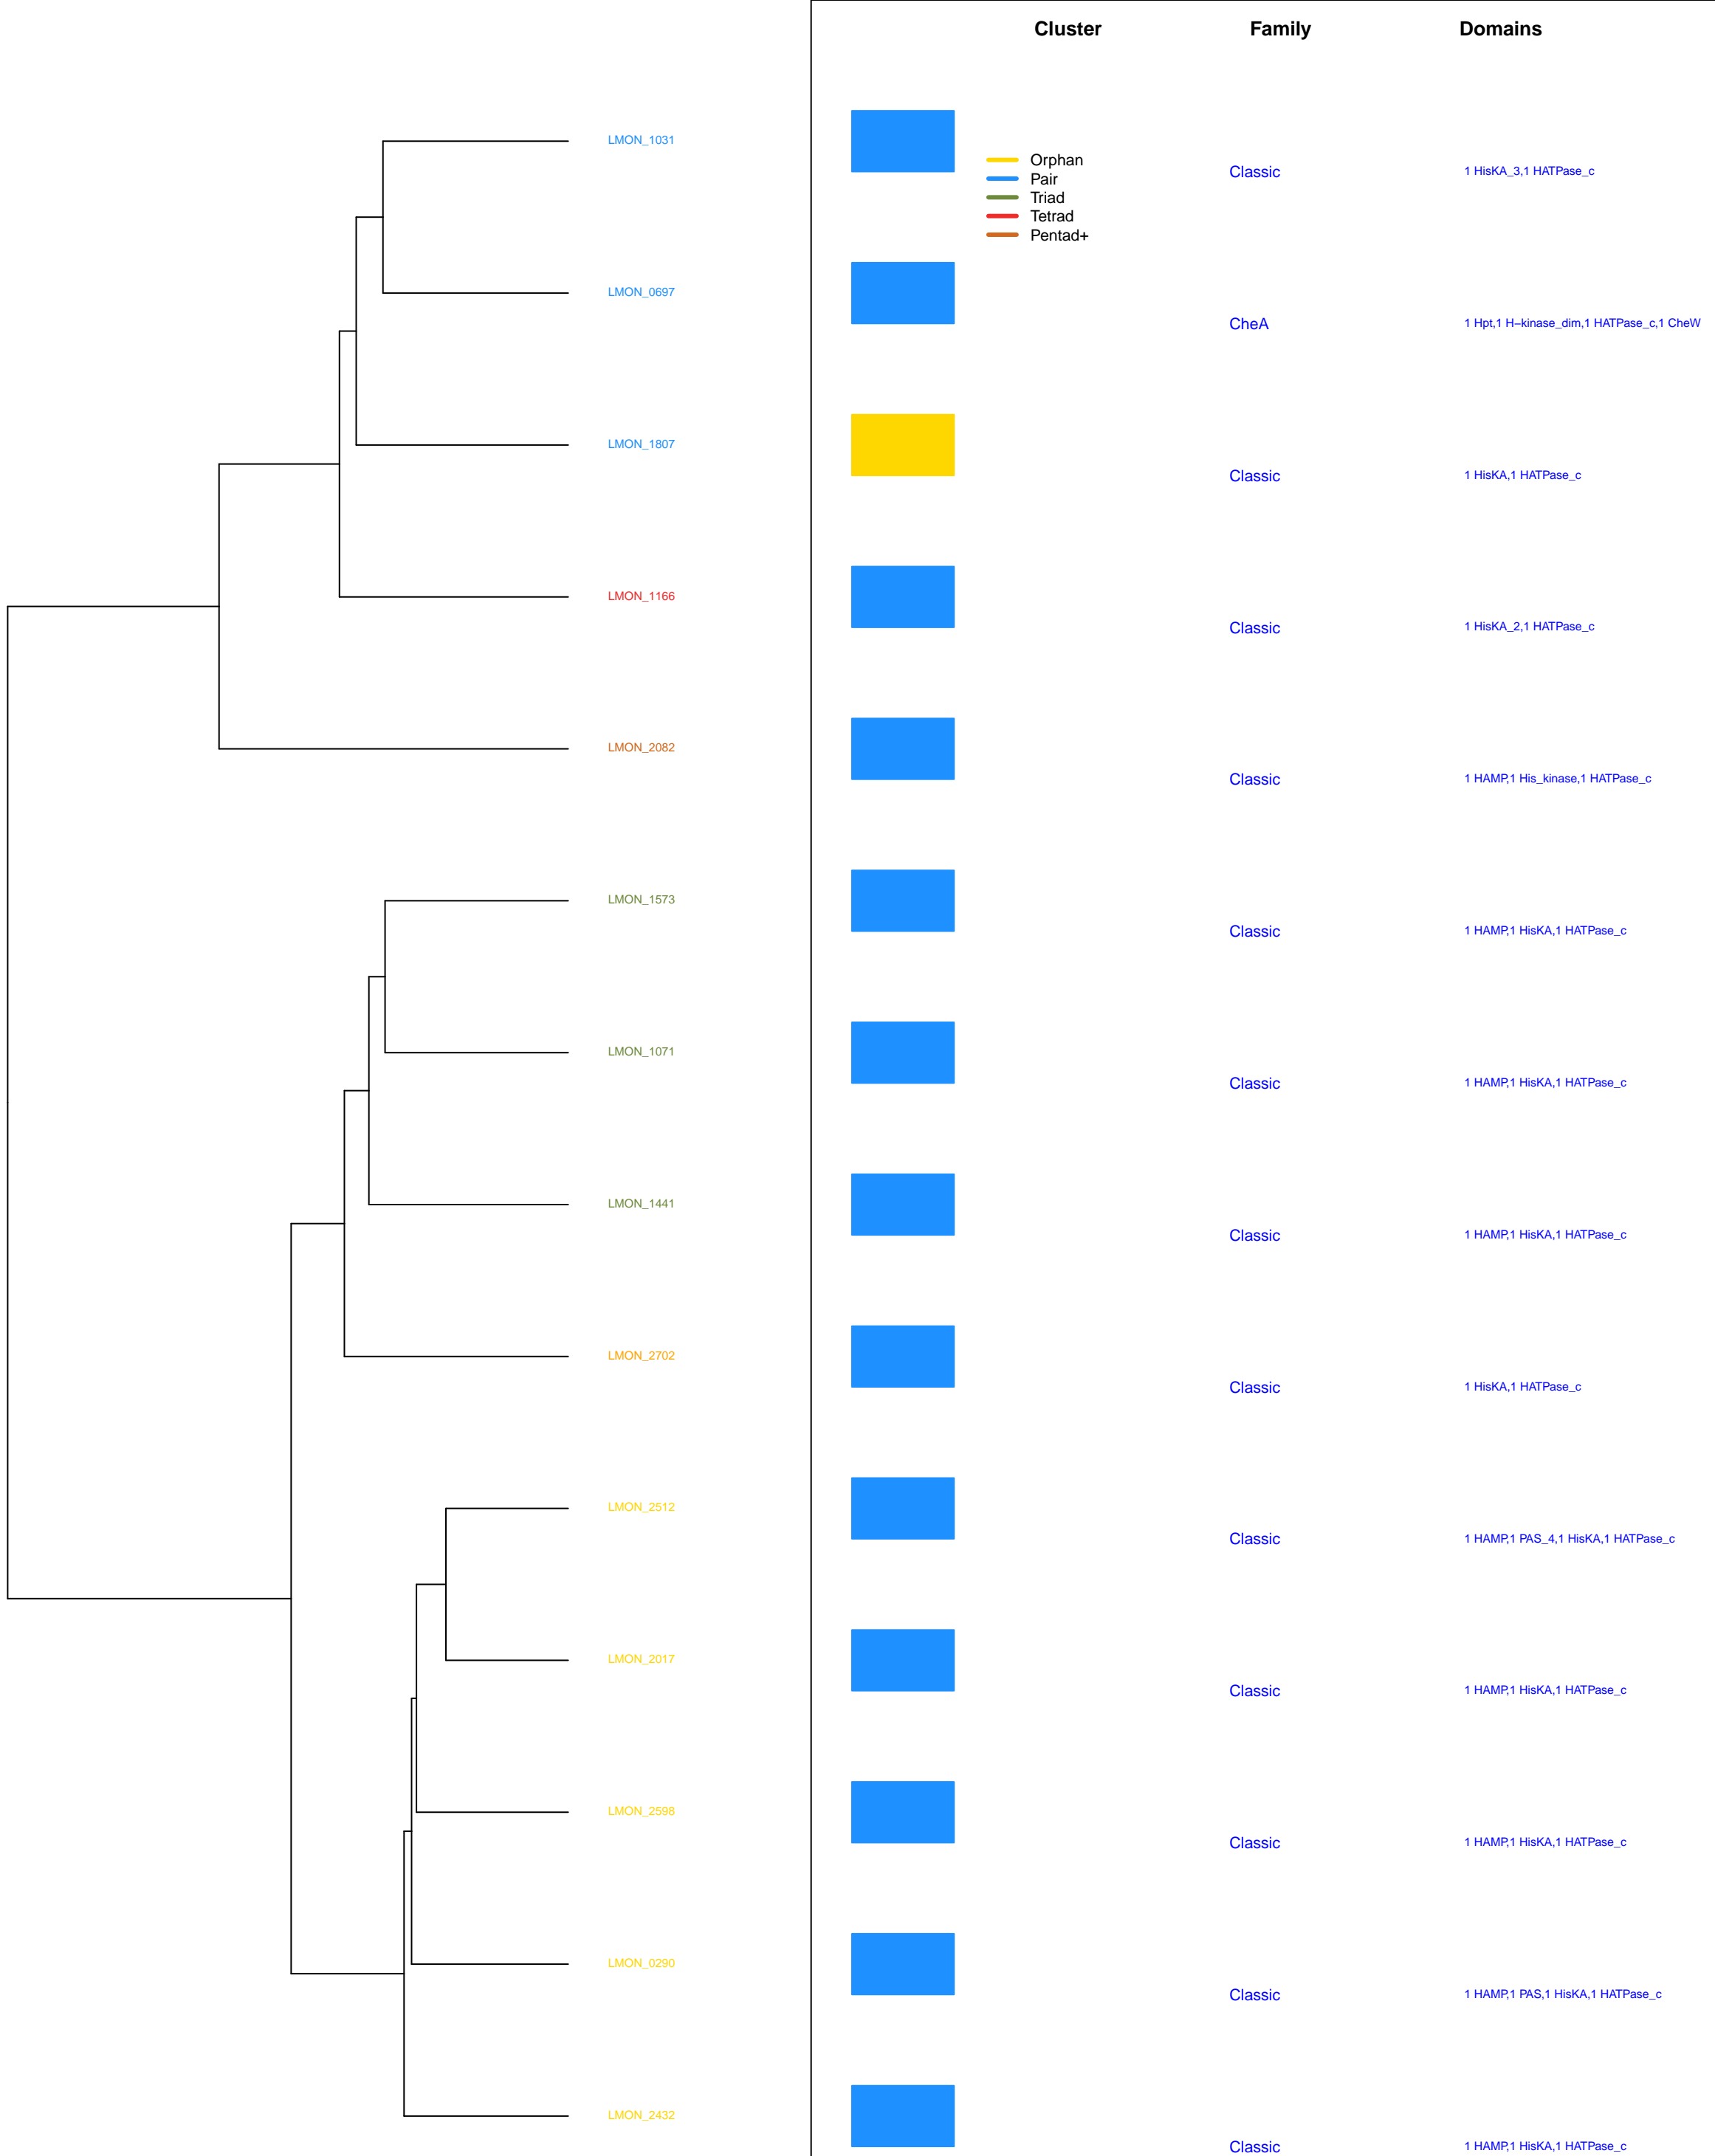 Cluster Family Domains
LMON_1031
Orphan
Pair
Triad
Tetrad
Pentad+
Classic 1 HisKA_3,1 HATPase_c
LMON_0697
CheA 1 Hpt,1 H−kinase_dim,1 HATPase_c,1 CheW
LMON_1807
Classic 1 HisKA,1 HATPase_c
LMON_1166
Classic 1 HisKA_2,1 HATPase_c
LMON_2082
Classic 1 HAMP,1 His_kinase,1 HATPase_c
LMON_1573
Classic 1 HAMP,1 HisKA,1 HATPase_c
LMON_1071
Classic 1 HAMP,1 HisKA,1 HATPase_c
LMON_1441
Classic 1 HAMP,1 HisKA,1 HATPase_c
LMON_2702
Classic 1 HisKA,1 HATPase_c
LMON_2512
Classic 1 HAMP,1 PAS_4,1 HisKA,1 HATPase_c
LMON_2017
Classic 1 HAMP,1 HisKA,1 HATPase_c
LMON_2598
Classic 1 HAMP,1 HisKA,1 HATPase_c
LMON_0290
Classic 1 HAMP,1 PAS,1 HisKA,1 HATPase_c
LMON_2432
Classic 1 HAMP,1 HisKA,1 HATPase_c